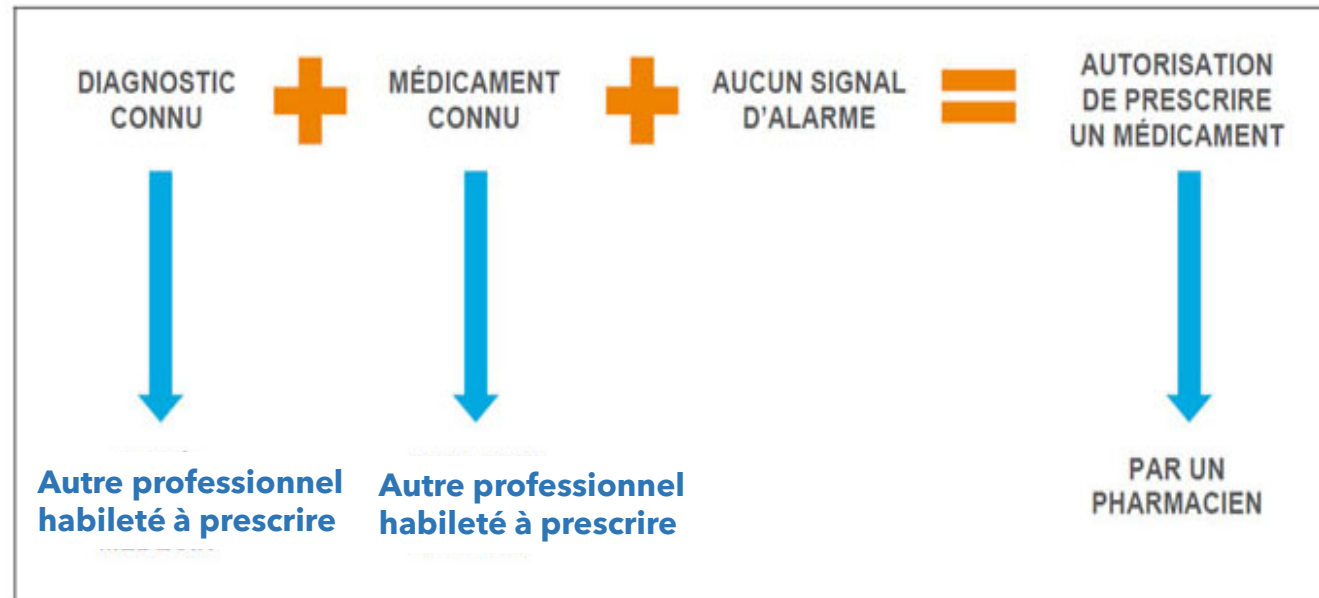 DIAGNOSTIC
CONNU
MÉDICAMENT
CONNU
AUCUN SIGNAL
D'ALARME
AUTORISATION
DE PRESCRIRE
UN MÉDICAMENT
Autre professionnel
habileté à prescrire
Autre professionnel
habileté à prescrire
PAR UN
PHARMACIEN